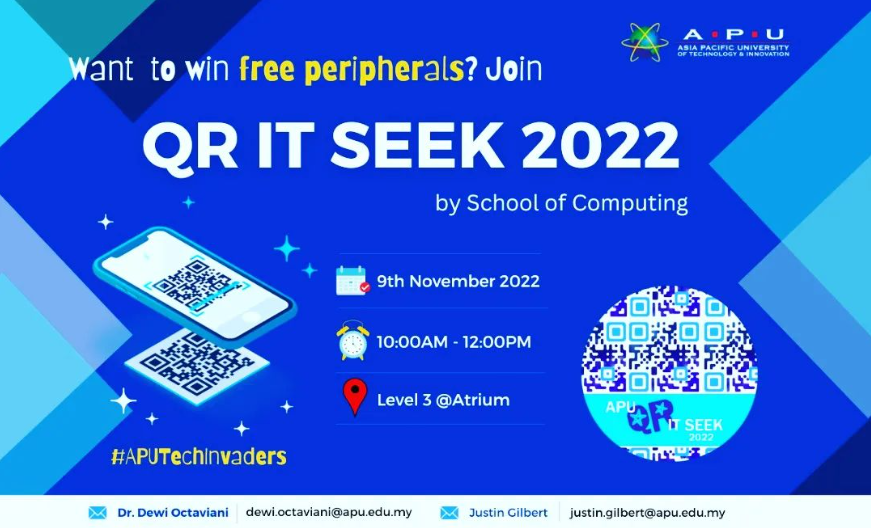 A·P·U
ASIA PACIFIC UNIVERSITY
OF TECHNOLOGY & INNOVATION
Want to win free peripherals? Join
QR IT SEEK 2022
by School of Computing
9th November 2022
10:00AM - 12:00PM
Level 3 @Atrium
APU
QR IT SEEK
2022
#APUTechInvaders
Dr. Dewi Octaviani dewi.octaviani@apu.edu.my Justin Gilbert justin.gilbert@apu.edu.my